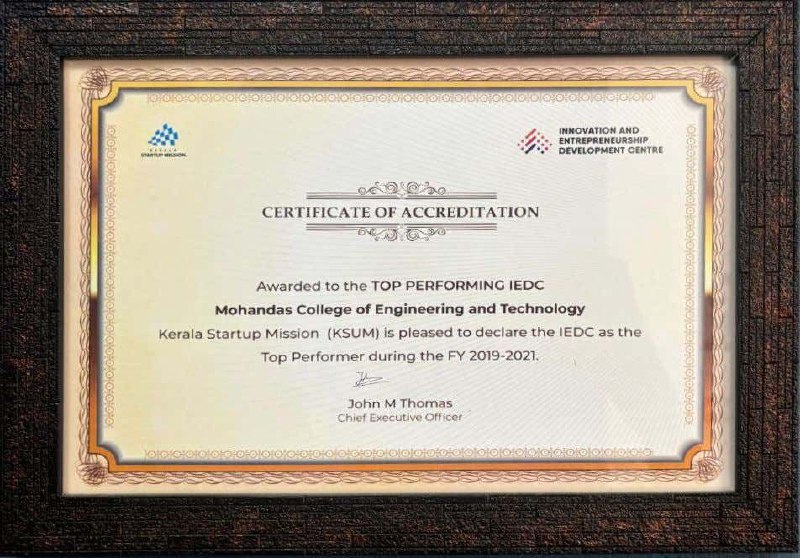 KERALA
STARTUP MISSION
INNOVATION AND
ENTREPRENEURSHIP
DEVELOPMENT CENTRE
CERTIFICATE OF ACCREDITATION
Awarded to the TOP PERFORMING IEDC
Mohandas College of Engineering and Technology
Kerala Startup Mission (KSUM) is pleased to declare the IEDC as the
Top Performer during the FY 2019-2021.
John M Thomas
Chief Executive Officer